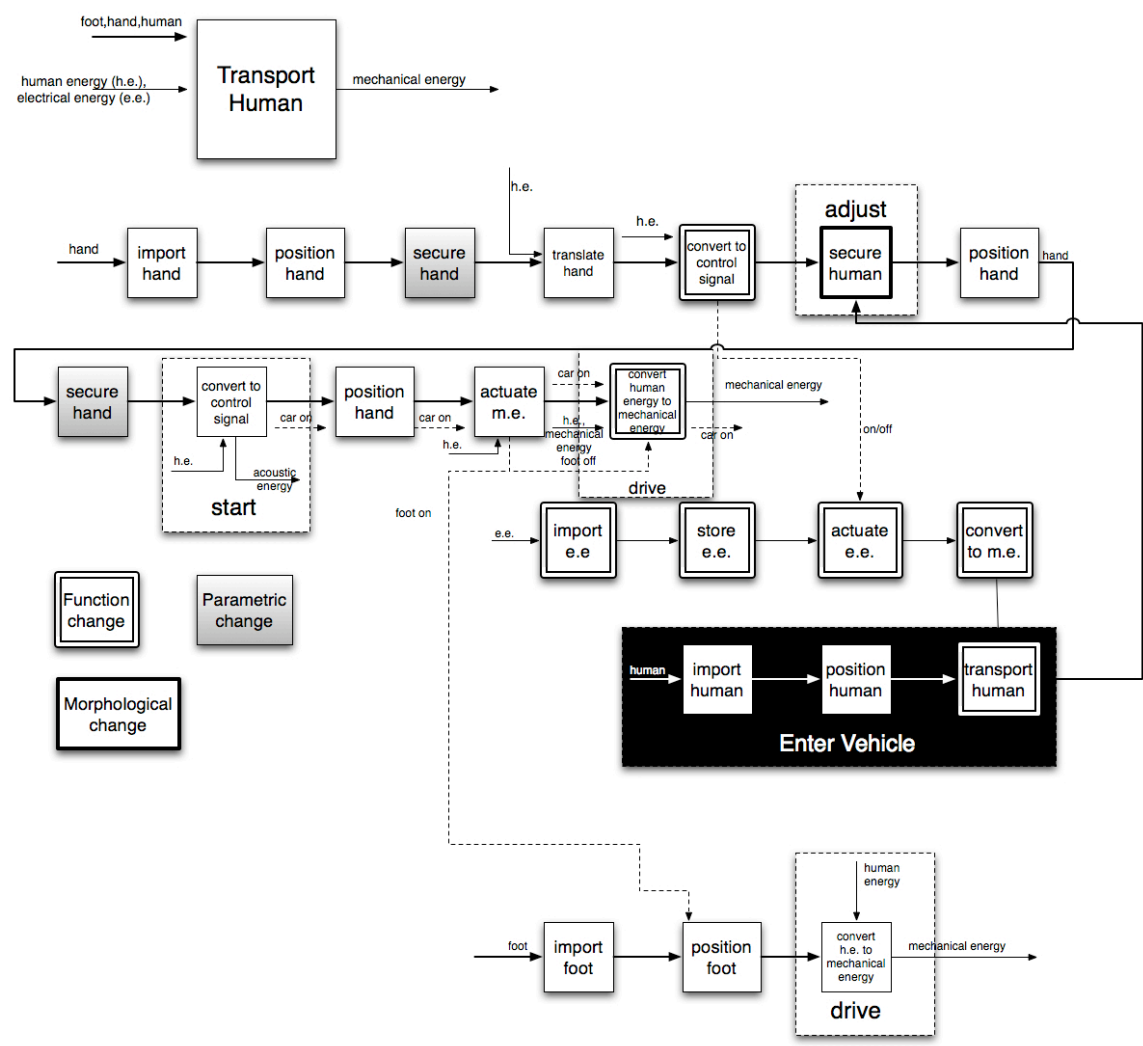 foot,hand,human
human energy (h.e.),
electrical energy (e.e.)
Transport
Human
mechanical energy
h.e.
hand
import
hand
position
hand
secure
hand
translate
hand
h.e.
convert to
control
signal
adjust
secure
human
position
hand
hand
secure
hand
convert to
control
signal
h.e.
acoustic
energy
start
car on
position
hand
car on
actuate
m.e.
h.e.
car on
h.e.,
mechanical
energy
foot off
convert
human
energy to
mechanical
energy
mechanical energy
car on
drive
on/off
foot on
e.e.
import
e.e
store
e.e.
actuate
e.e.
convert
to m.e.
Function
change
Parametric
change
Morphological
change
human
import
human
position
human
transport
human
Enter Vehicle
foot
import
foot
position
foot
human
energy
convert
h.e. to
mechanical
energy
mechanical energy
drive